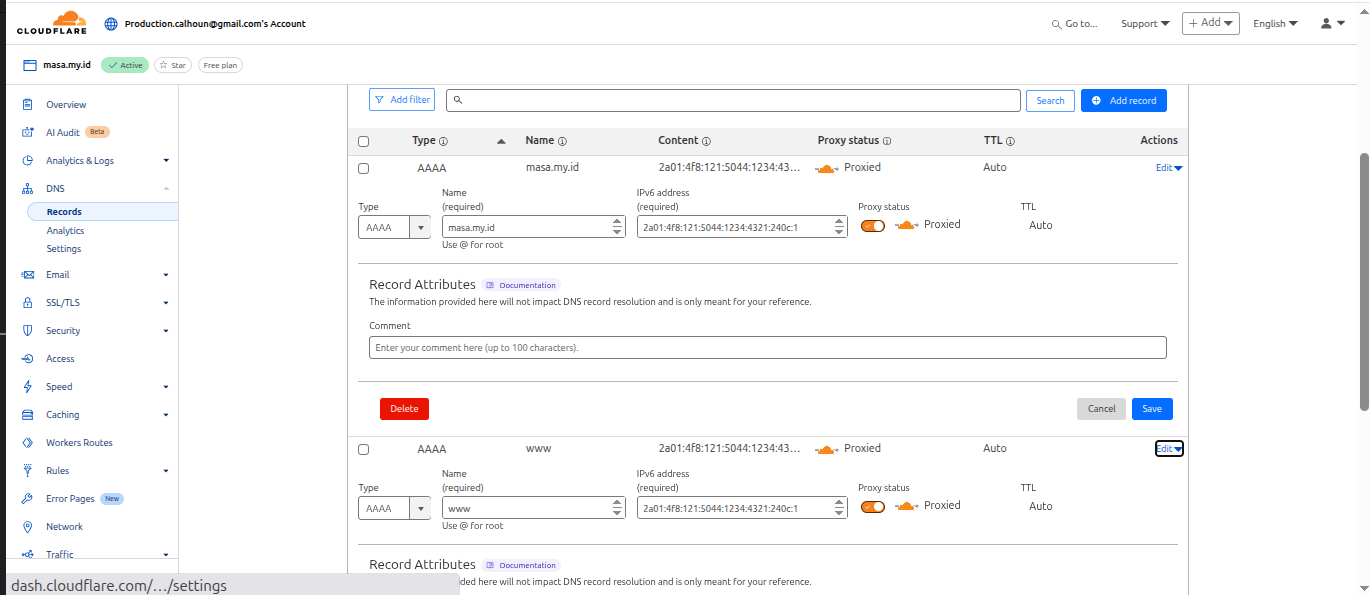 CLOUDFLARE Production.calhoun@gmail.com's Account Go to... Support + Add English
masa.my.id Active Star Free plan
Overview
AI Audit Beta
Analytics & Logs
DNS
Records
Analytics
Settings
Email
SSL/TLS
Security
Access
Speed
Caching
Workers Routes
Rules
Error Pages New
Network
Traffic
Add filter Search Add record
Type Name Content Proxy status TTL Actions
AAAA masa.my.id 2a01:4f8:121:5044:1234:43... Proxied Auto Edit
Type Name (required) IPv6 address (required) Proxy status TTL
AAAA masa.my.id 2a01:4f8:121:5044:1234:4321:240c:1 Proxied Auto
Use @ for root
Record Attributes Documentation
The information provided here will not impact DNS record resolution and is only meant for your reference.
Comment
Enter your comment here (up to 100 characters).
Delete Cancel Save
AAAA www 2a01:4f8:121:5044:1234:43... Proxied Auto Edit
Type Name (required) IPv6 address (required) Proxy status TTL
AAAA www 2a01:4f8:121:5044:1234:4321:240c:1 Proxied Auto
Use @ for root
Record Attributes Documentation
ded here will not impact DNS record resolution and is only meant for your reference.
dash.cloudflare.com/.../settings